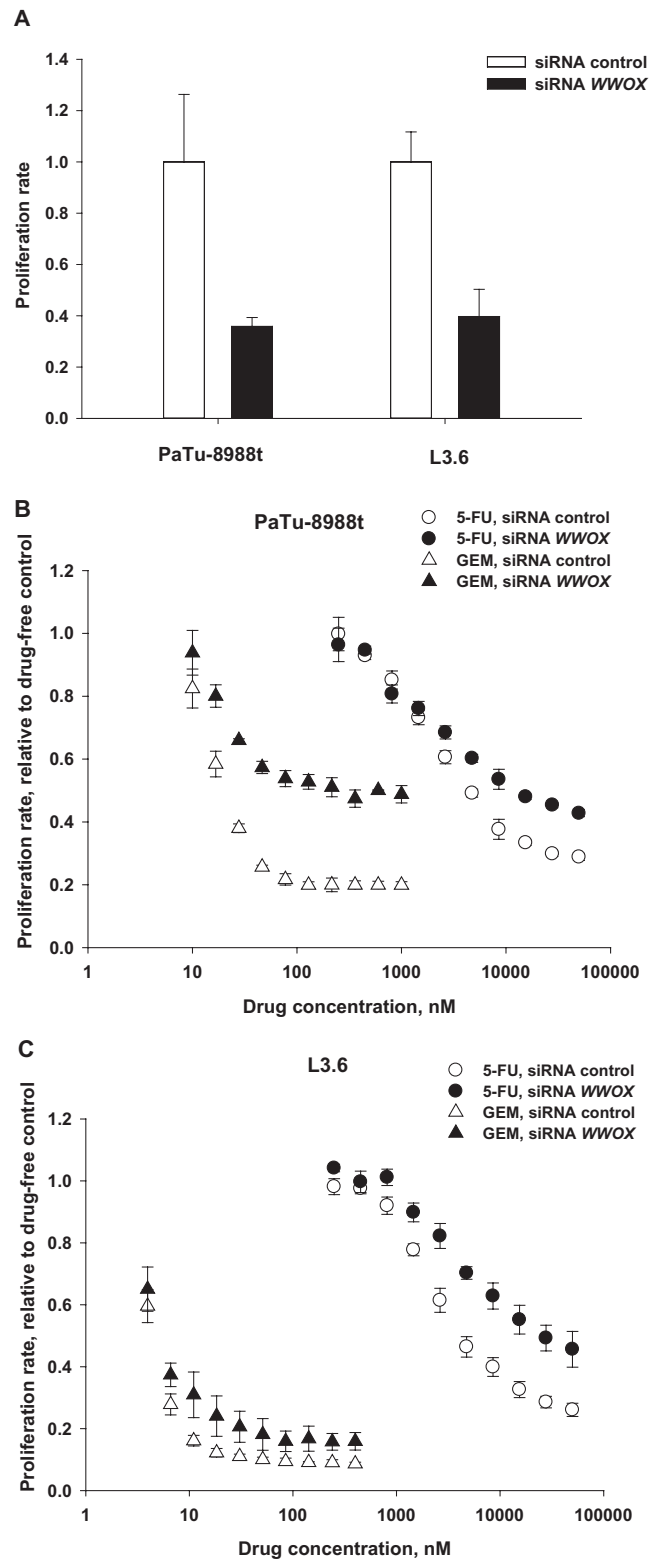 A
siRNA control
siRNA WWOX
Proliferation rate
1.4
1.2
1.0
0.8
0.6
0.4
0.2
0.0
PaTu-8988t
L3.6
B
PaTu-8988t
5-FU, siRNA control
5-FU, siRNA WWOX
GEM, siRNA control
GEM, siRNA WWOX
Proliferation rate, relative to drug-free control
1.2
1.0
0.8
0.6
0.4
0.2
0.0
1 10 100 1000 10000 100000
Drug concentration, nM
C
L3.6
5-FU, siRNA control
5-FU, siRNA WWOX
GEM, siRNA control
GEM, siRNA WWOX
Proliferation rate, relative to drug-free control
1.2
1.0
0.8
0.6
0.4
0.2
0.0
1 10 100 1000 10000 100000
Drug concentration, nM